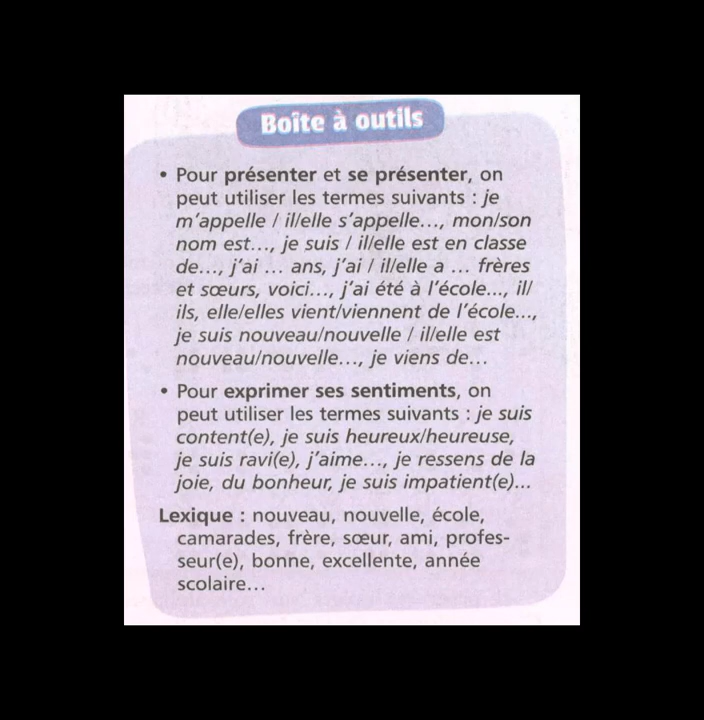 Boîte à outils
• Pour présenter et se présenter, on
peut utiliser les termes suivants : je
m'appelle / il/elle s'appelle..., mon/son
nom est..., je suis / il/elle est en classe
de..., j'ai ... ans, j'ai / il/elle a ... frères
et sœurs, voici..., j'ai été à l'école..., il/
ils, elle/elles vient/viennent de l'école...,
je suis nouveau/nouvelle / il/elle est
nouveau/nouvelle..., je viens de...
• Pour exprimer ses sentiments, on
peut utiliser les termes suivants : je suis
content(e), je suis heureux/heureuse,
je suis ravi(e), j'aime..., je ressens de la
joie, du bonheur, je suis impatient(e)...
Lexique : nouveau, nouvelle, école,
camarades, frère, sœur, ami, profes-
seur(e), bonne, excellente, année
scolaire...